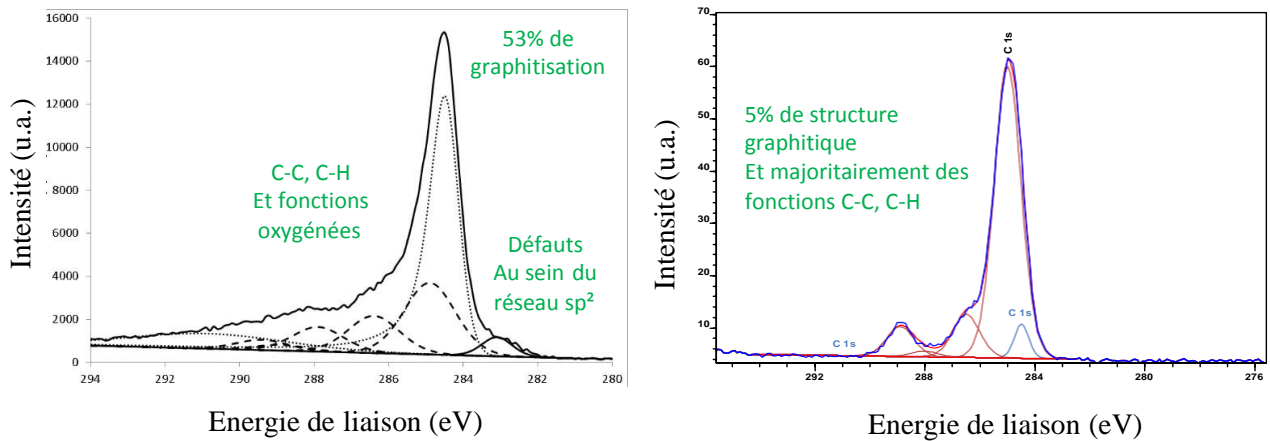 16000
14000
12000
10000
8000
6000
4000
2000
0
Intensité (u.a.)
53% de
graphitisation
C-C, C-H
Et fonctions
oxygénées
Défauts
Au sein du
réseau sp²
294 292 290 288 286 284 282 280
Energie de liaison (eV)
70
60
50
40
30
20
10
Intensité (u.a.)
C 1s
5% de structure
graphitique
Et majoritairement des
fonctions C-C, C-H
C 1s
C 1s
292 288 284 280 276
Energie de liaison (eV)